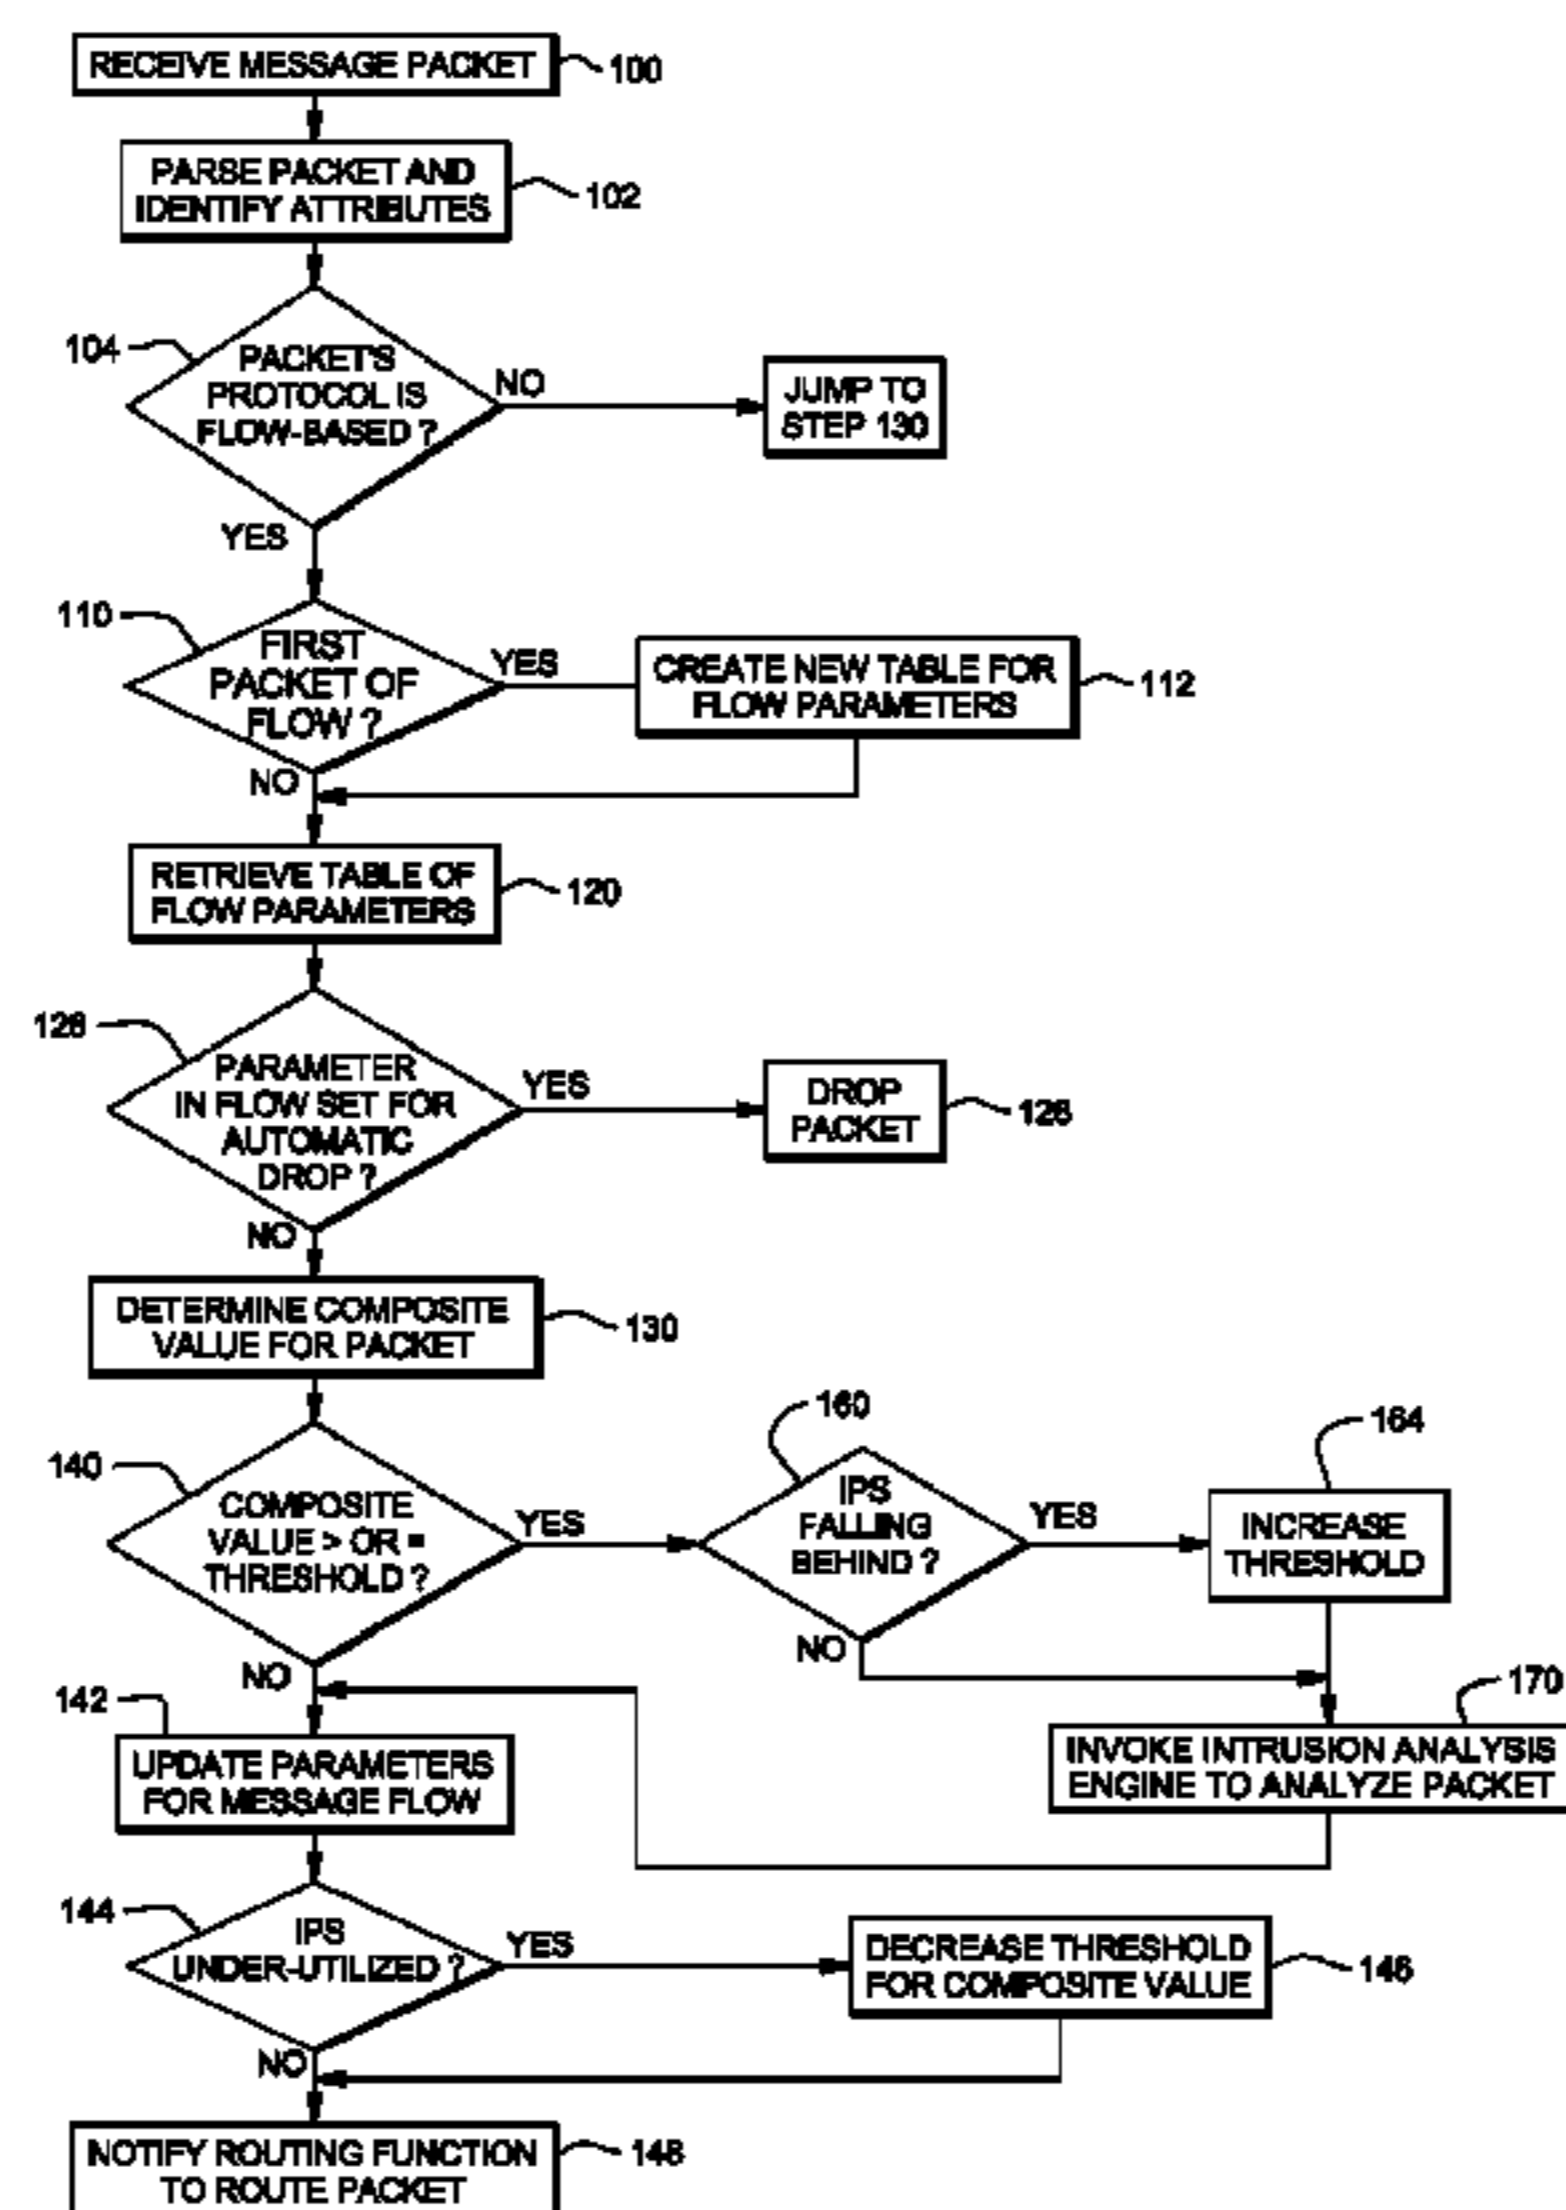 RECEIVE MESSAGE PACKET
100
PARSE PACKET AND
IDENTIFY ATTRIBUTES
102
104
PACKET'S
PROTOCOL IS
FLOW-BASED ?
NO
JUMP TO
STEP 130
YES
110
FIRST
PACKET OF
FLOW ?
YES
CREATE NEW TABLE FOR
FLOW PARAMETERS
112
NO
RETRIEVE TABLE OF
FLOW PARAMETERS
120
PARAMETER
IN FLOW SET FOR
AUTOMATIC
DROP ?
YES
DROP
PACKET
NO
DETERMINE COMPOSITE
VALUE FOR PACKET
130
140
COMPOSITE
VALUE > OR =
THRESHOLD ?
YES
160
IPS
FALLING
BEHIND ?
YES
164
INCREASE
THRESHOLD
NO
NO
142
UPDATE PARAMETERS
FOR MESSAGE FLOW
170
INVOKE INTRUSION ANALYSIS
ENGINE TO ANALYZE PACKET
144
IPS
UNDER-UTILIZED ?
YES
DECREASE THRESHOLD
FOR COMPOSITE VALUE
146
NO
NOTIFY ROUTING FUNCTION
TO ROUTE PACKET
148